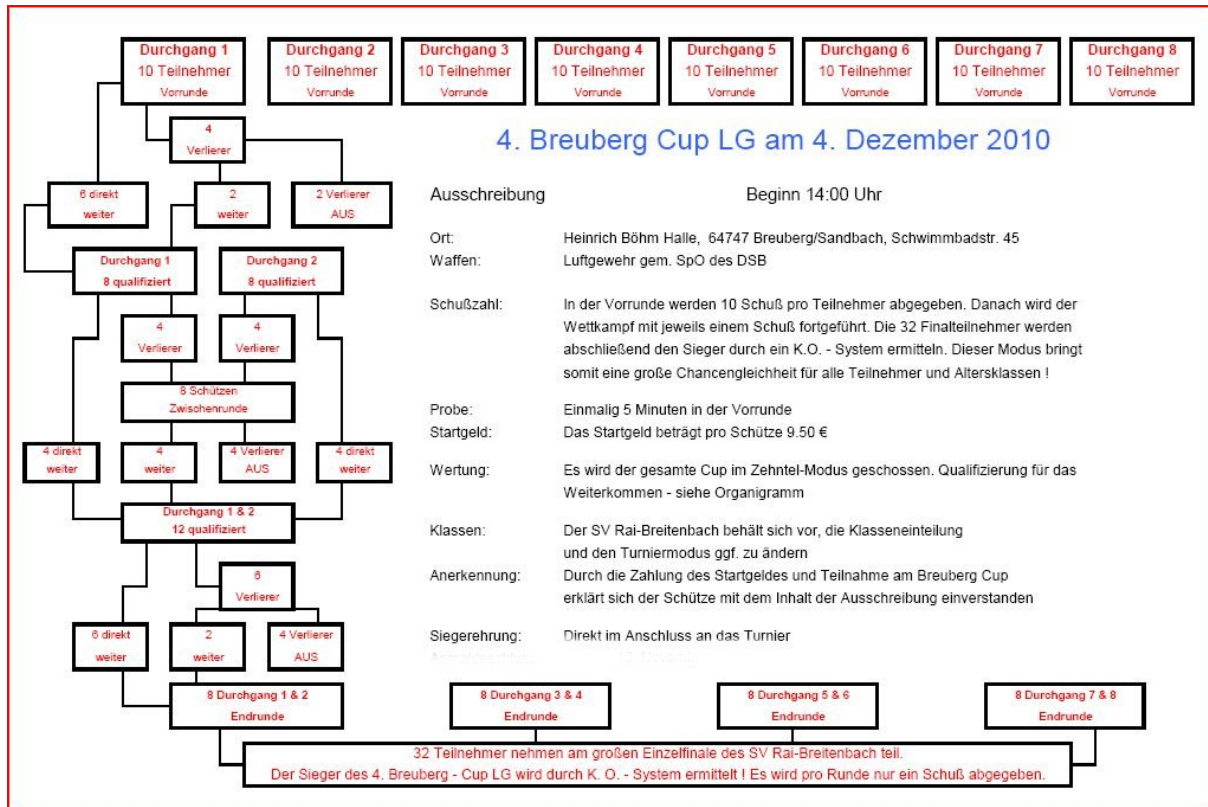 Durchgang 1
10 Teilnehmer
Vorrunde
Durchgang 2
10 Teilnehmer
Vorrunde
Durchgang 3
10 Teilnehmer
Vorrunde
Durchgang 4
10 Teilnehmer
Vorrunde
Durchgang 5
10 Teilnehmer
Vorrunde
Durchgang 6
10 Teilnehmer
Vorrunde
Durchgang 7
10 Teilnehmer
Vorrunde
Durchgang 8
10 Teilnehmer
Vorrunde
4
Verlierer
6 direkt
weiter
2
weiter
2 Verlierer
AUS
Durchgang 1
8 qualifiziert
Durchgang 2
8 qualifiziert
4
Verlierer
4
Verlierer
8 Schützen
Zwischenrunde
4 direkt
weiter
4
weiter
4 Verlierer
AUS
4 direkt
weiter
Durchgang 1 & 2
12 qualifiziert
6
Verlierer
6 direkt
weiter
2
weiter
4 Verlierer
AUS
4. Breuberg Cup LG am 4. Dezember 2010
Ausschreibung Beginn 14:00 Uhr
Ort: Heinrich Böhm Halle, 64747 Breuberg/Sandbach, Schwimmbadstr. 45
Waffen: Luftgewehr gem. SpO des DSB
Schußzahl: In der Vorrunde werden 10 Schuß pro Teilnehmer abgegeben. Danach wird der
Wettkampf mit jeweils einem Schuß fortgeführt. Die 32 Finalteilnehmer werden
abschließend den Sieger durch ein K.O. - System ermitteln. Dieser Modus bringt
somit eine große Chancengleichheit für alle Teilnehmer und Altersklassen !
Probe: Einmalig 5 Minuten in der Vorrunde
Startgeld: Das Startgeld beträgt pro Schütze 9.50 €
Wertung: Es wird der gesamte Cup im Zehntel-Modus geschossen. Qualifizierung für das
Weiterkommen - siehe Organigramm
Klassen: Der SV Rai-Breitenbach behält sich vor, die Klasseneinteilung
und den Turniermodus ggf. zu ändern
Anerkennung: Durch die Zahlung des Startgeldes und Teilnahme am Breuberg Cup
erklärt sich der Schütze mit dem Inhalt der Ausschreibung einverstanden
Siegerehrung: Direkt im Anschluss an das Turnier
8 Durchgang 1 & 2
Endrunde
8 Durchgang 3 & 4
Endrunde
8 Durchgang 5 & 6
Endrunde
8 Durchgang 7 & 8
Endrunde
32 Teilnehmer nehmen am großen Einzelfinale des SV Rai-Breitenbach teil.
Der Sieger des 4. Breuberg - Cup LG wird durch K. O. - System ermittelt ! Es wird pro Runde nur ein Schuß abgegeben.